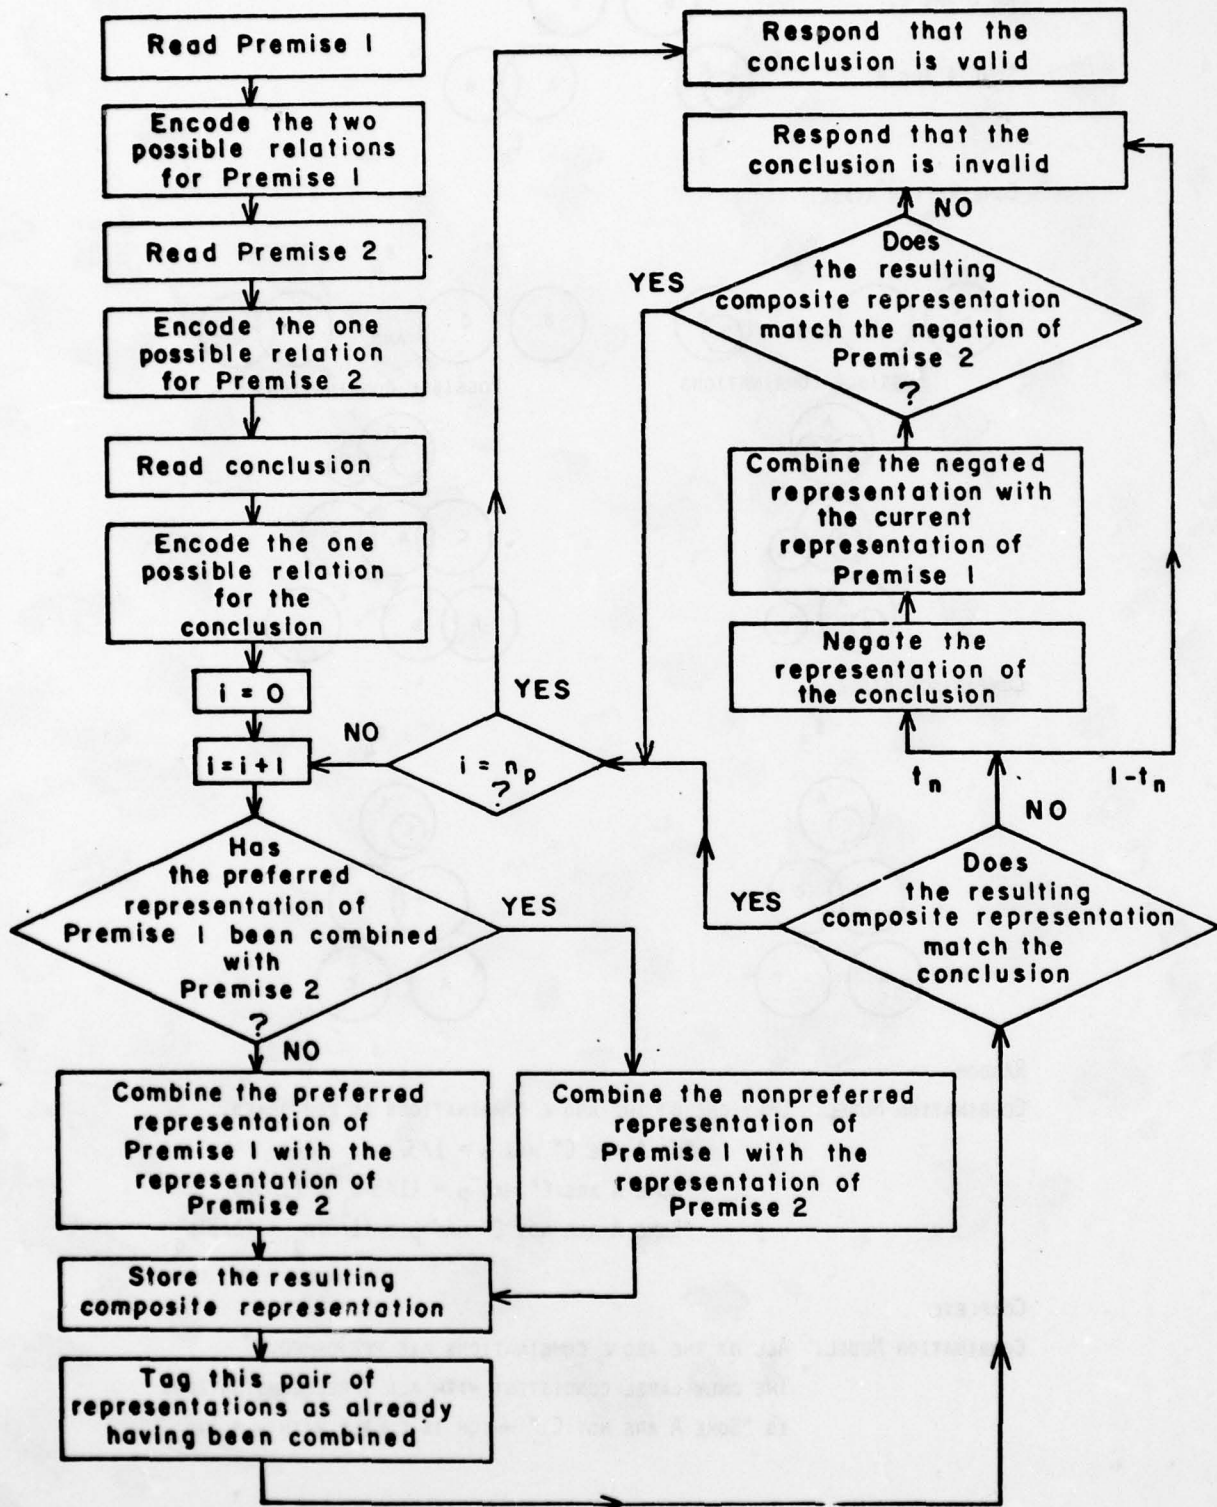 Read Premise 1
Encode the two
possible relations
for Premise 1
Read Premise 2
Encode the one
possible relation
for Premise 2
Read conclusion
Encode the one
possible relation
for the
conclusion
i = 0
i = i + 1
NO
i = np
?
YES
Has
the preferred
representation of
Premise 1 been combined
with
Premise 2
?
YES
NO
Combine the preferred
representation of
Premise 1 with the
representation of
Premise 2
Combine the nonpreferred
representation of
Premise 1 with the
representation of
Premise 2
Store the resulting
composite representation
Tag this pair of
representations as already
having been combined
Does
the resulting
composite representation
match the
conclusion
YES
NO
tn
1-tn
Negate the
representation of
the conclusion
Combine the negated
representation with
the current
representation of
Premise 1
Does
the resulting
composite representation
match the negation of
Premise 2
?
YES
NO
Respond that the
conclusion is invalid
Respond that the
conclusion is valid